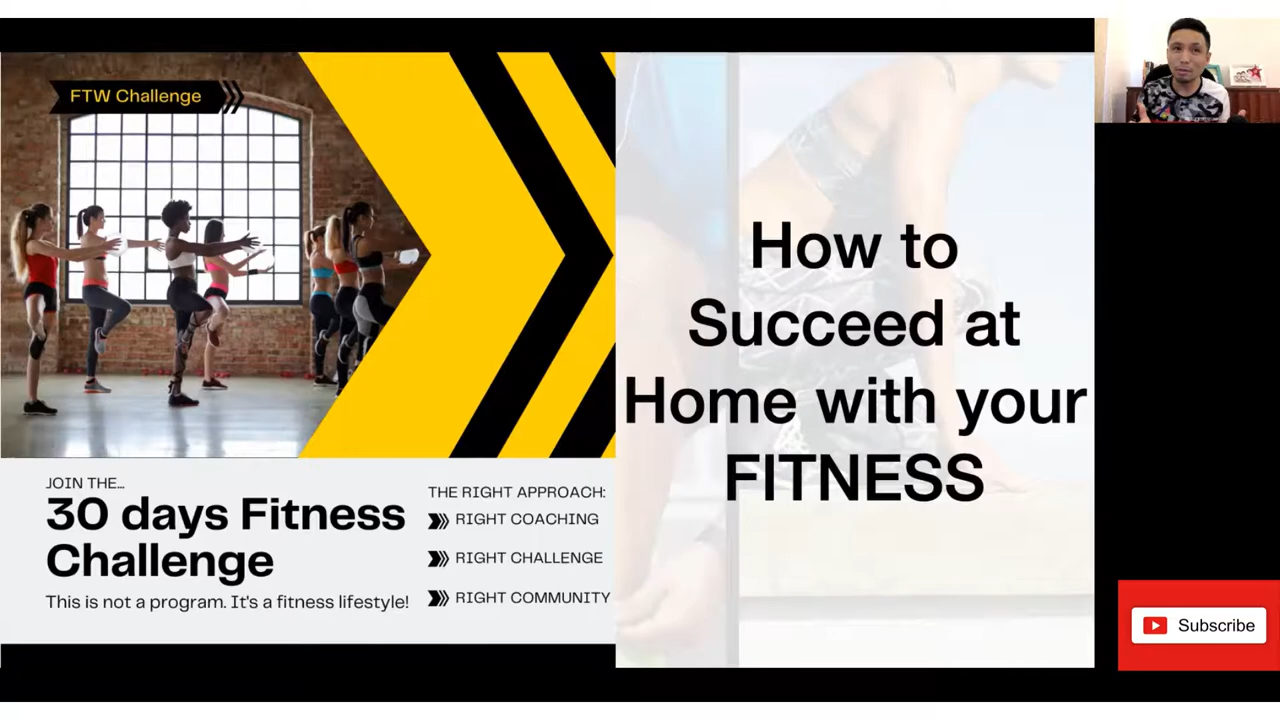 FTW Challenge
JOIN THE...
30 days Fitness
Challenge
This is not a program. It's a fitness lifestyle!
THE RIGHT APPROACH:
RIGHT COACHING
RIGHT CHALLENGE
RIGHT COMMUNITY
How to
Succeed at
Home with your
FITNESS
Subscribe